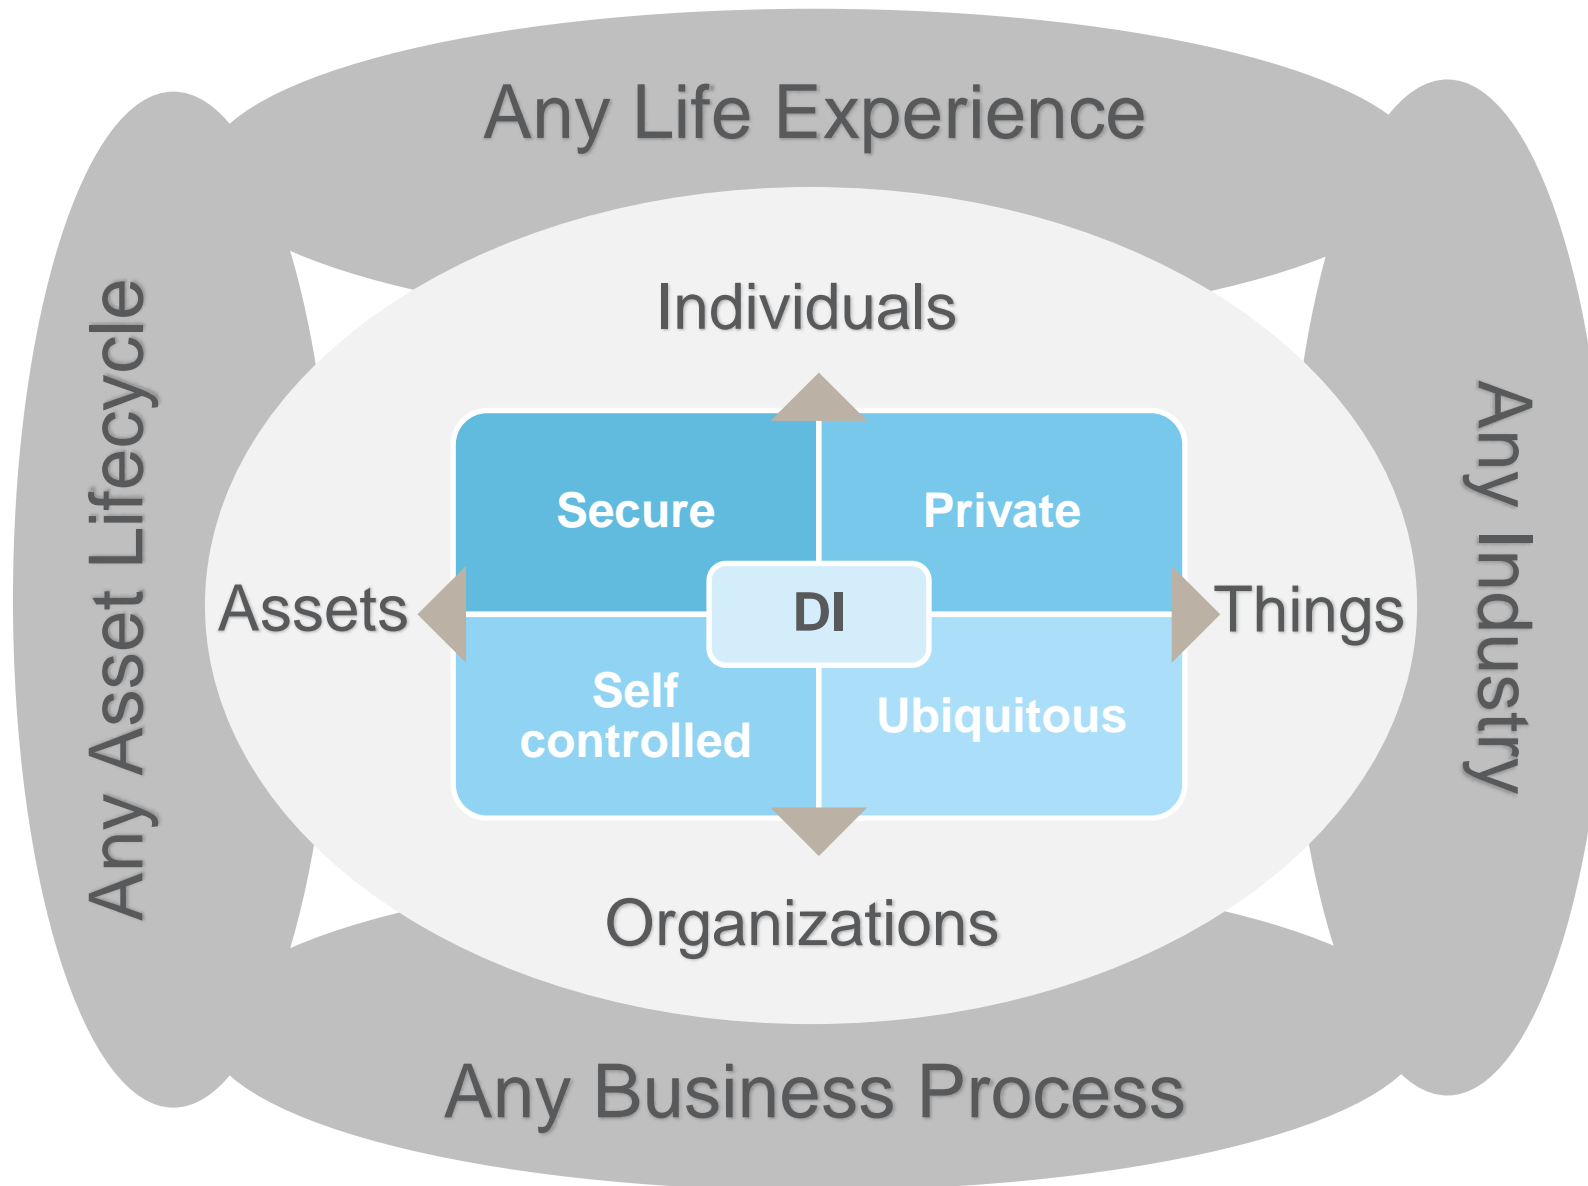 Any Life Experience
Individuals
Any Asset Lifecycle
Any Industry
Secure
Private
Assets
DI
Things
Self
controlled
Ubiquitous
Organizations
Any Business Process